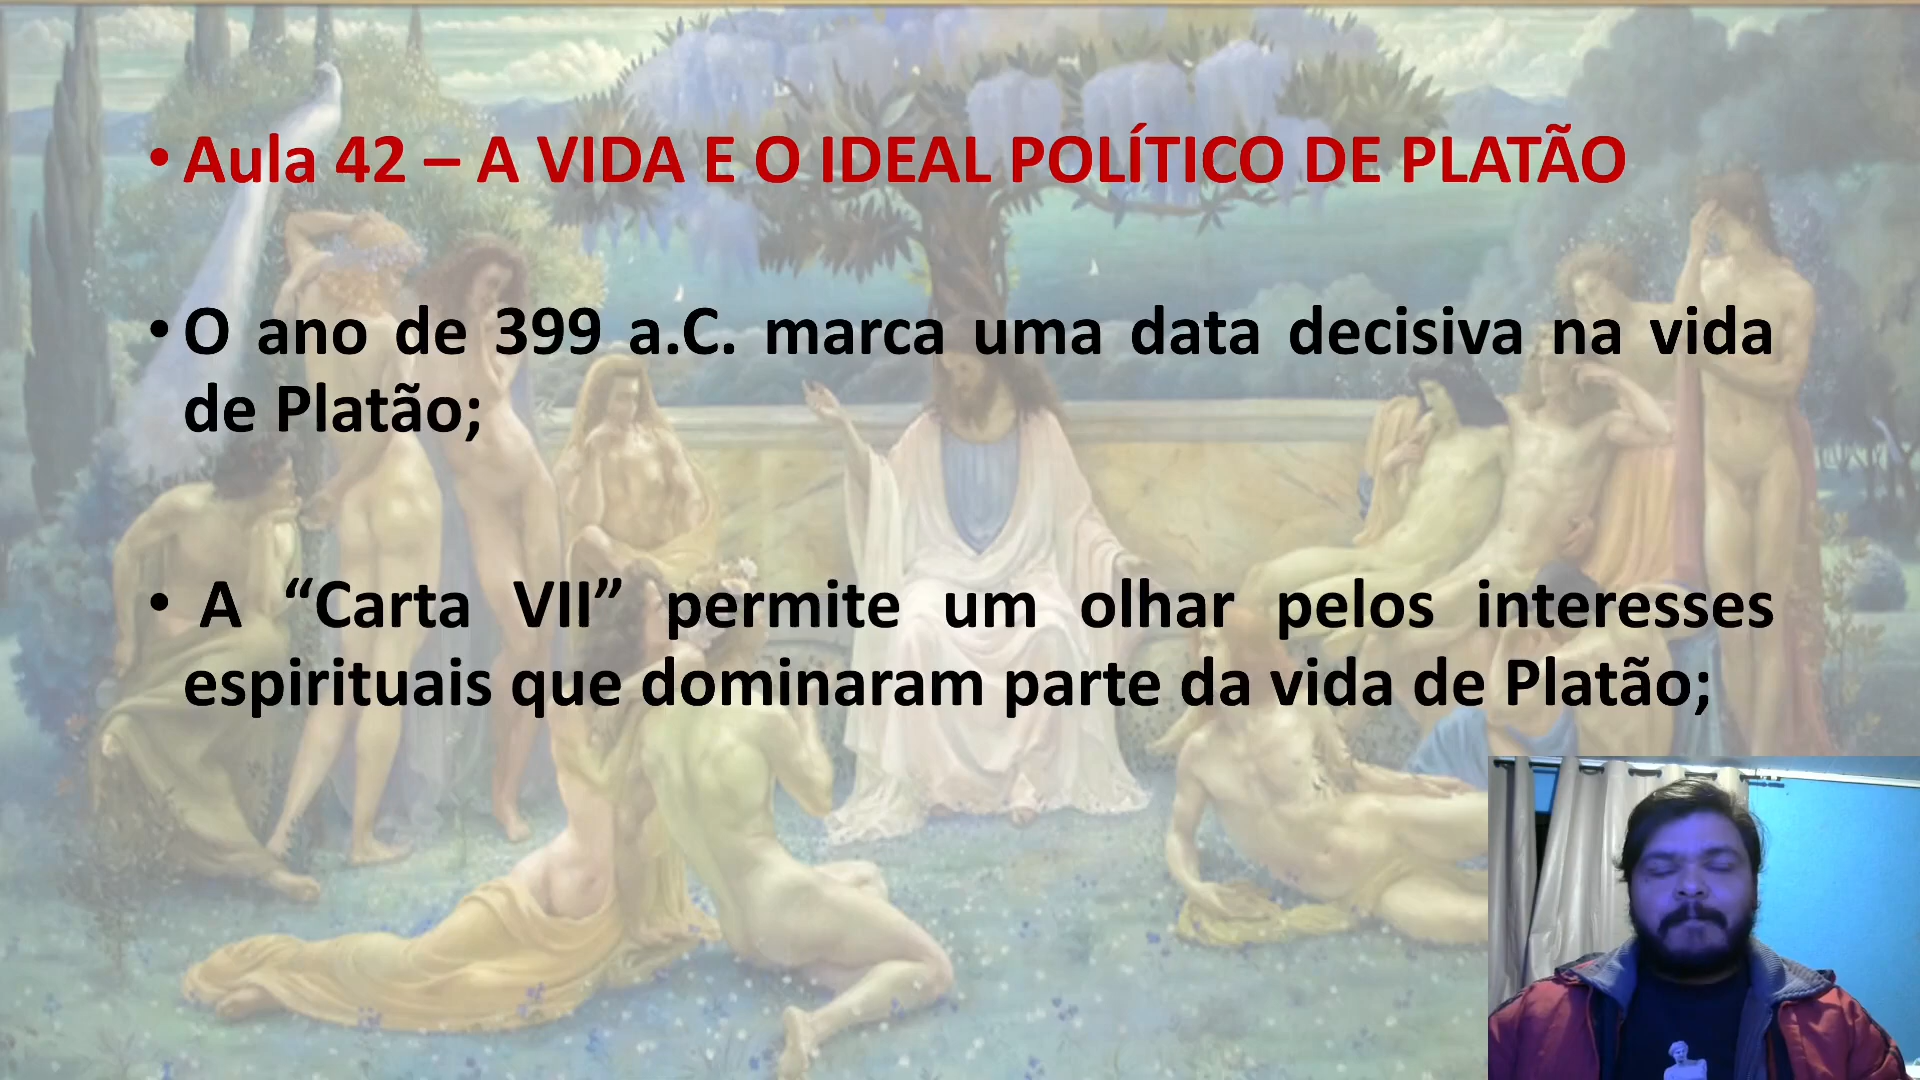 • Aula 42 – A VIDA E O IDEAL POLÍTICO DE PLATÃO
• O ano de 399 a.C. marca uma data decisiva na vida
de Platão;
• A “Carta VII” permite um olhar pelos interesses
espirituais que dominaram parte da vida de Platão;